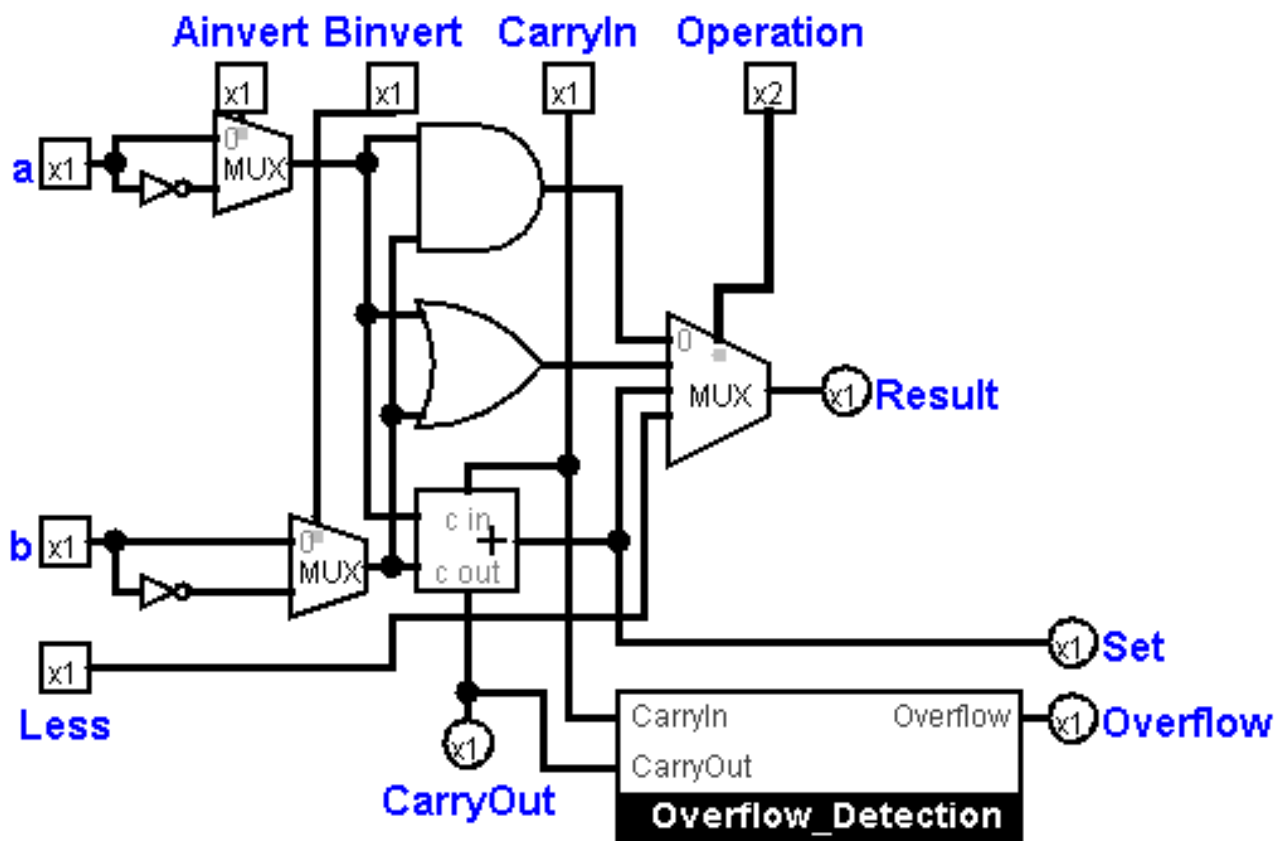 Ainvert Binvert CarryIn Operation
x1 x1 x1 x2
0
a x1 MUX
0
MUX x1 Result
c in
b x1 0 +
MUX c out
x1 x1 Set
Less CarryIn Overflow x1 Overflow
x1 CarryOut
CarryOut Overflow_Detection